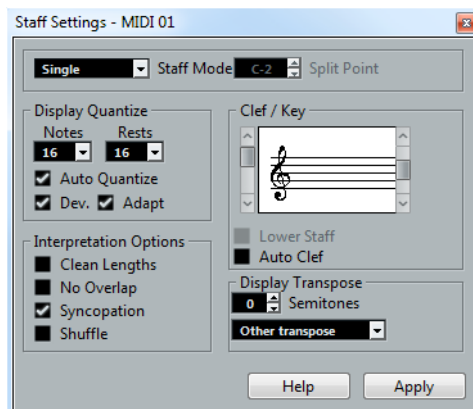 Staff Settings - MIDI 01
Single Staff Mode C-2 Split Point
Display Quantize
Notes Rests
16 16
Auto Quantize
Dev. Adapt
Interpretation Options
Clean Lengths
No Overlap
Syncopation
Shuffle
Clef / Key
Lower Staff
Auto Clef
Display Transpose
0 Semitones
Other transpose
Help Apply